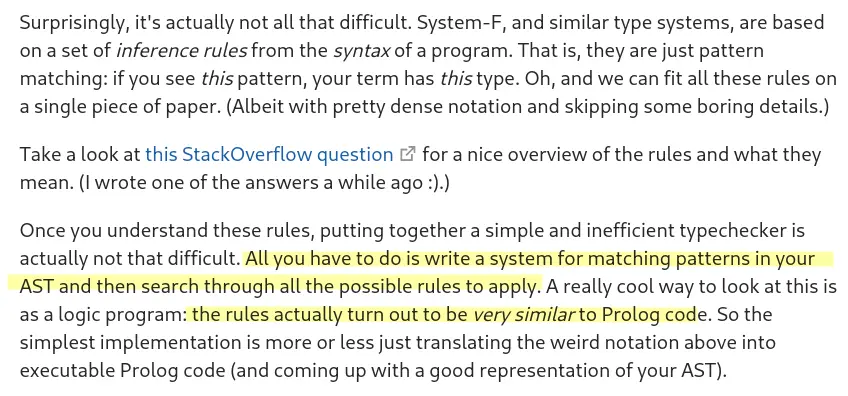 Surprisingly, it's actually not all that difficult. System-F, and similar type systems, are based
on a set of inference rules from the syntax of a program. That is, they are just pattern
matching: if you see this pattern, your term has this type. Oh, and we can fit all these rules on
a single piece of paper. (Albeit with pretty dense notation and skipping some boring details.)
Take a look at this StackOverflow question for a nice overview of the rules and what they
mean. (I wrote one of the answers a while ago :).)
Once you understand these rules, putting together a simple and inefficient typechecker is
actually not that difficult. All you have to do is write a system for matching patterns in your
AST and then search through all the possible rules to apply. A really cool way to look at this is
as a logic program: the rules actually turn out to be very similar to Prolog code. So the
simplest implementation is more or less just translating the weird notation above into
executable Prolog code (and coming up with a good representation of your AST).